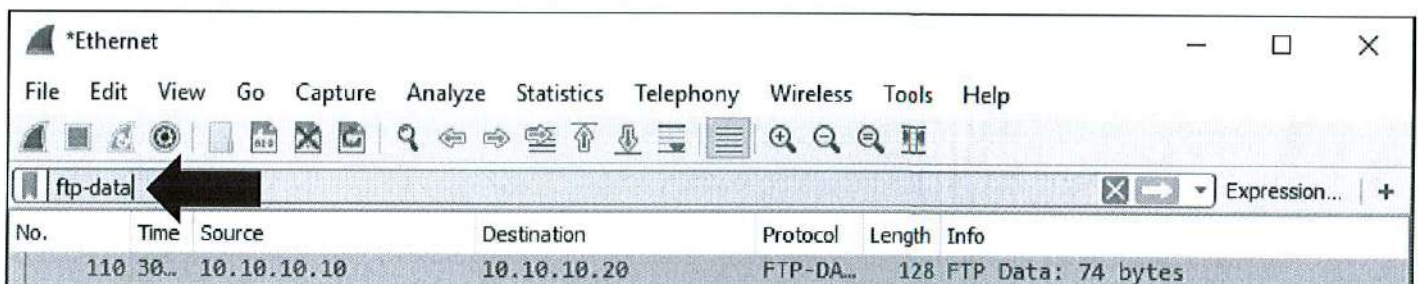 *Ethernet
File Edit View Go Capture Analyze Statistics Telephony Wireless Tools Help
ftp-data Expression... +
No. Time Source Destination Protocol Length Info
110 30... 10.10.10.10 10.10.10.20 FTP-DA... 128 FTP Data: 74 bytes